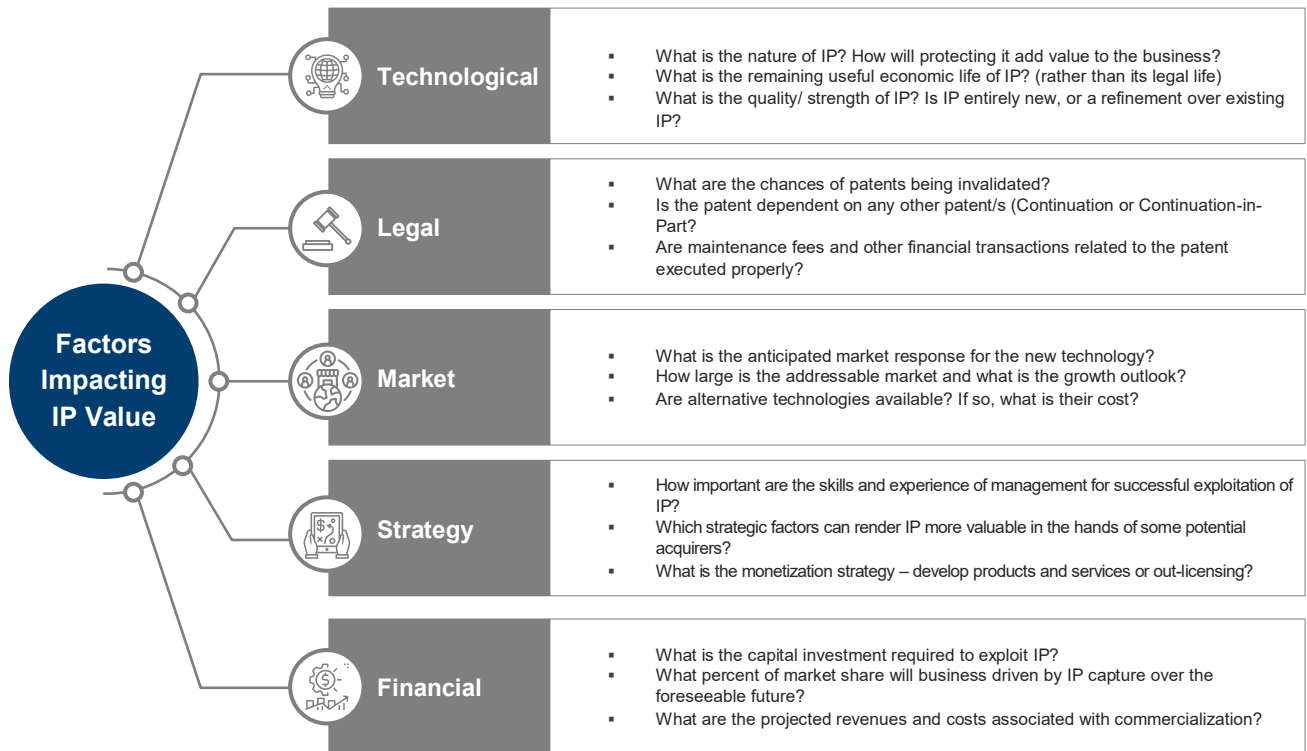 Factors
Impacting
IP Value
Technological
▪ What is the nature of IP? How will protecting it add value to the business?
▪ What is the remaining useful economic life of IP? (rather than its legal life)
▪ What is the quality/ strength of IP? Is IP entirely new, or a refinement over existing
IP?
Legal
▪ What are the chances of patents being invalidated?
▪ Is the patent dependent on any other patent/s (Continuation or Continuation-in-
Part?
▪ Are maintenance fees and other financial transactions related to the patent
executed properly?
Market
▪ What is the anticipated market response for the new technology?
▪ How large is the addressable market and what is the growth outlook?
▪ Are alternative technologies available? If so, what is their cost?
Strategy
▪ How important are the skills and experience of management for successful exploitation of
IP?
▪ Which strategic factors can render IP more valuable in the hands of some potential
acquirers?
▪ What is the monetization strategy – develop products and services or out-licensing?
Financial
▪ What is the capital investment required to exploit IP?
▪ What percent of market share will business driven by IP capture over the
foreseeable future?
▪ What are the projected revenues and costs associated with commercialization?